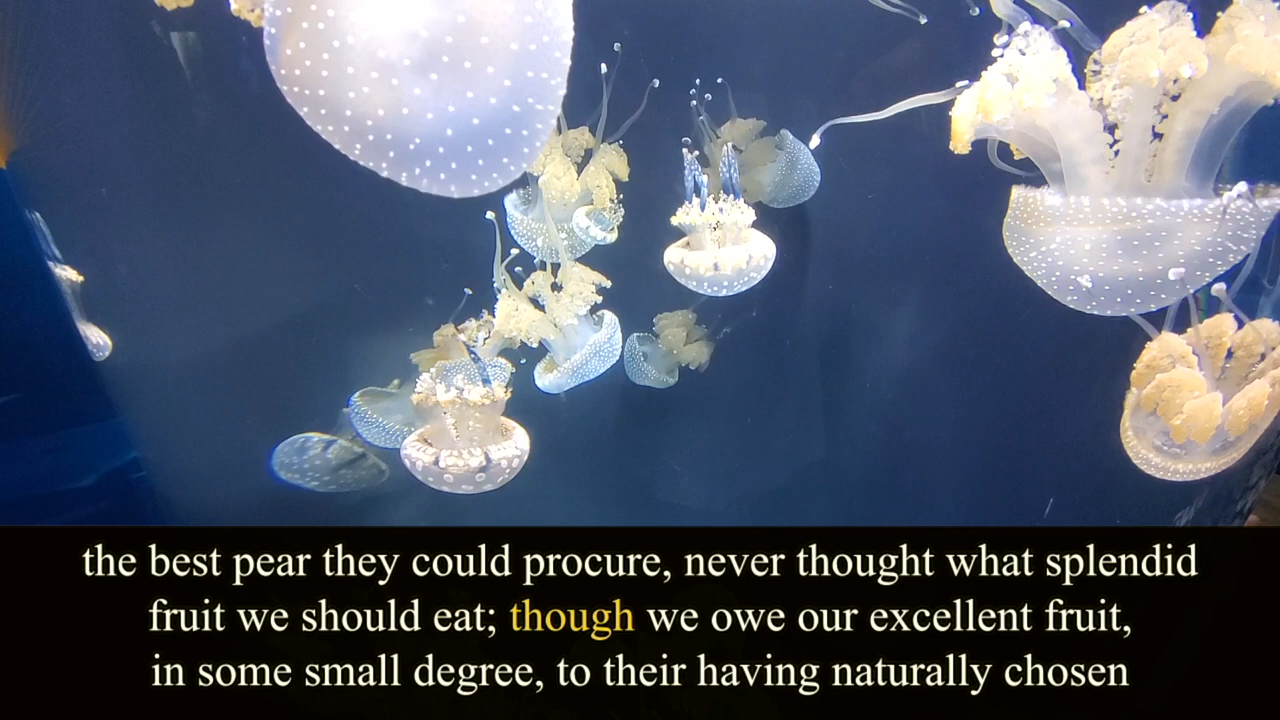 the best pear they could procure, never thought what splendid
fruit we should eat; though we owe our excellent fruit,
in some small degree, to their having naturally chosen